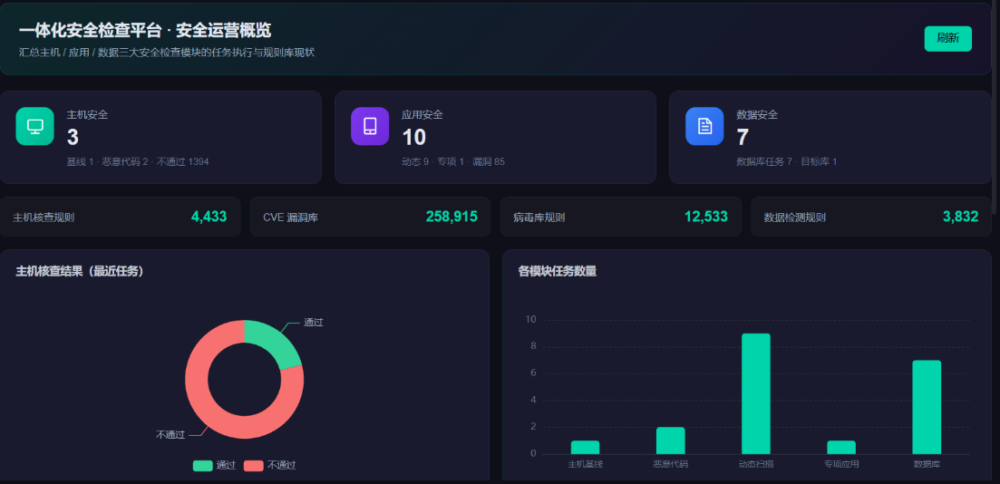 一体化安全检查平台 · 安全运营概览
汇总主机 / 应用 / 数据三大安全检查模块的任务执行与规则库现状
刷新
主机安全
3
基线 1 · 恶意代码 2 · 不通过 1394
应用安全
10
动态 9 · 专项 1 · 漏洞 85
数据安全
7
数据库任务 7 · 目标库 1
主机核查规则 4,433
CVE 漏洞库 258,915
病毒库规则 12,533
数据检测规则 3,832
主机核查结果（最近任务）
通过
不通过
通过 不通过
各模块任务数量
10
8
6
4
2
0
主机基线 恶意代码 动态扫描 专项应用 数据库